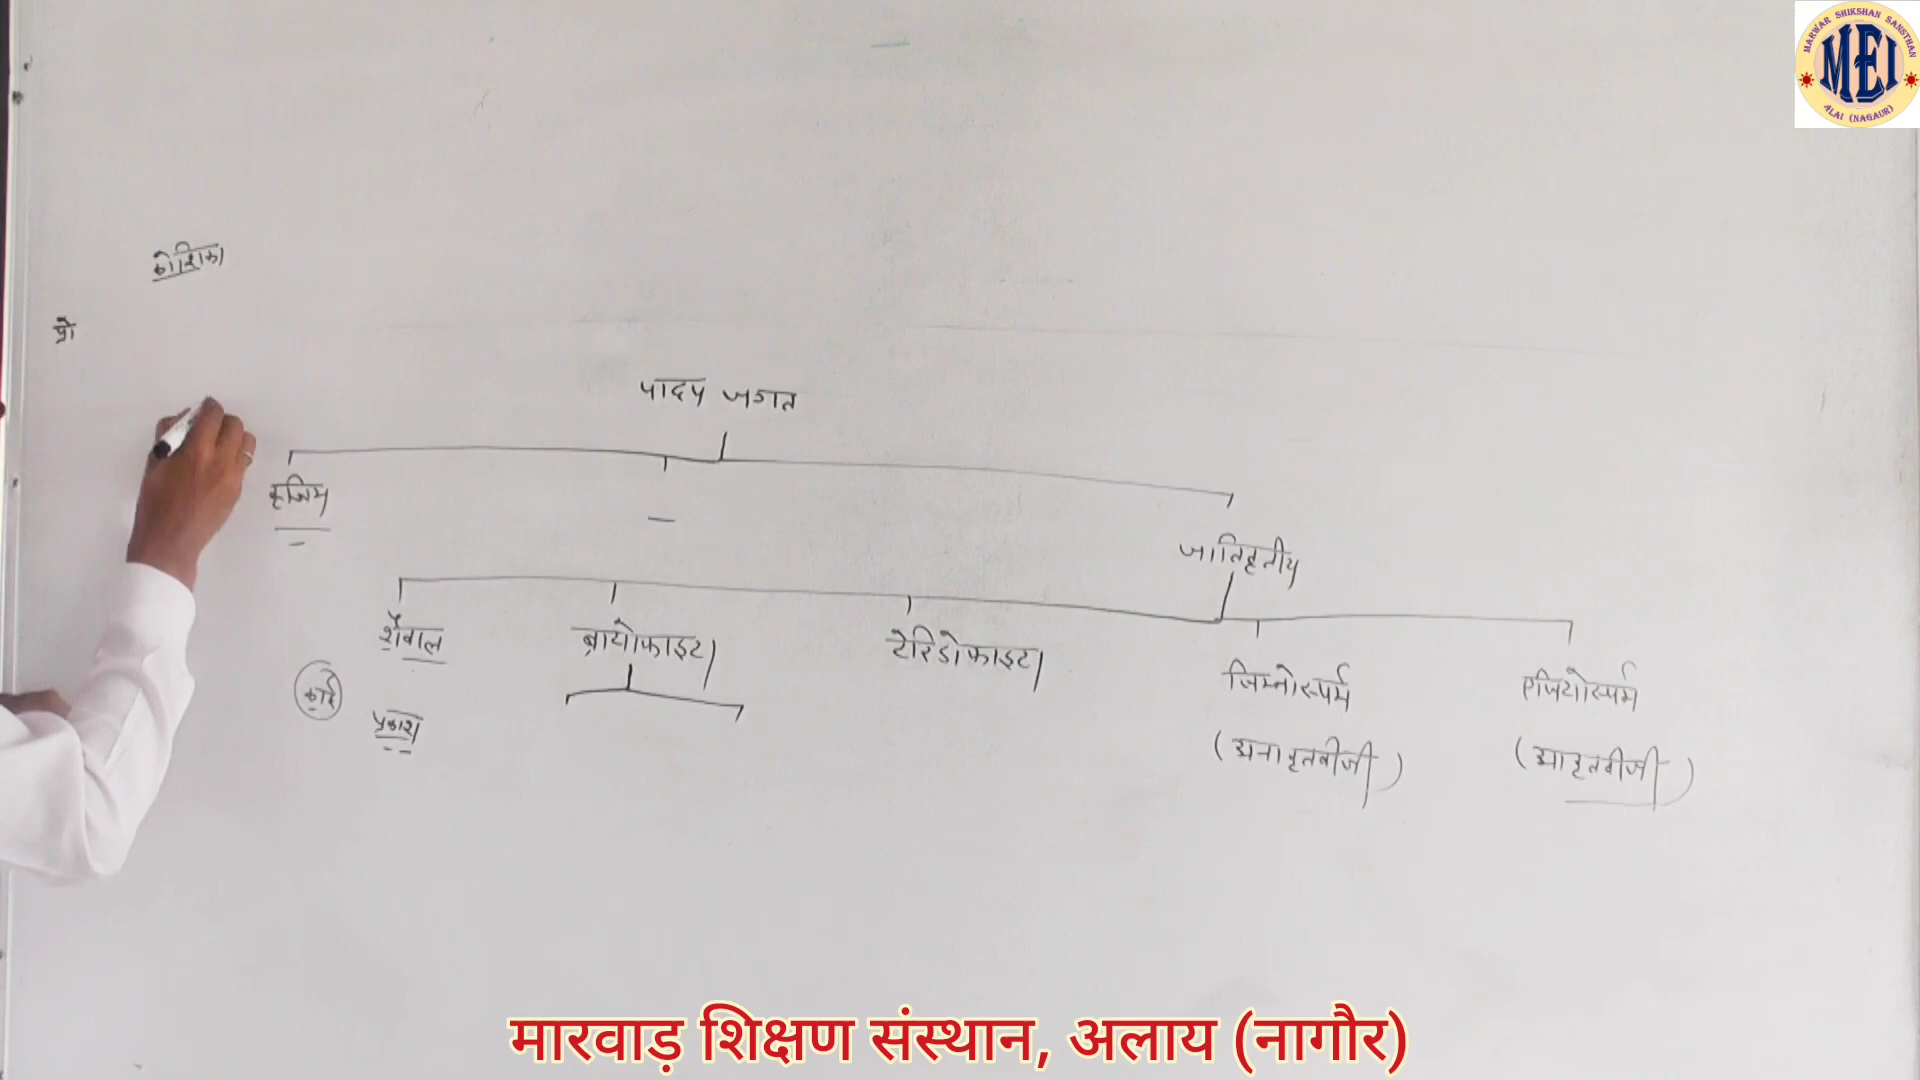 MARWAR SHIKSHAN SANSTHAN
MEI
ALAI (NAGAUR)
कोशिका
प्रो
पादप जगत
कृत्रिम
जातिवृतीय
शैवाल
ब्रायोफाइटा
टेरिडोफाइटा
जिम्नोस्पर्म
एंजियोस्पर्म
काई
प्रकाश
(अनावृतबीजी)
(आवृतबीजी)
मारवाड़ शिक्षण संस्थान, अलाय (नागौर)